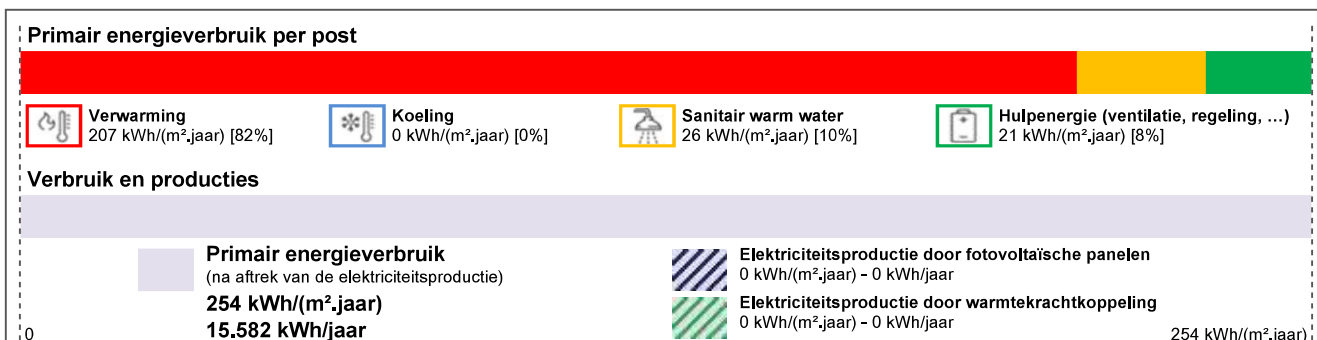 Primair energieverbruik per post
Verwarming
207 kWh/(m².jaar) [82%]
Koeling
0 kWh/(m².jaar) [0%]
Sanitair warm water
26 kWh/(m².jaar) [10%]
Hulpenergie (ventilatie, regeling, ...)
21 kWh/(m².jaar) [8%]
Verbruik en producties
Primair energieverbruik
(na aftrek van de elektriciteitsproductie)
254 kWh/(m².jaar)
15.582 kWh/jaar
Elektriciteitsproductie door fotovoltaïsche panelen
0 kWh/(m².jaar) - 0 kWh/jaar
Elektriciteitsproductie door warmtekrachtkoppeling
0 kWh/(m².jaar) - 0 kWh/jaar
0
254 kWh/(m².jaar)